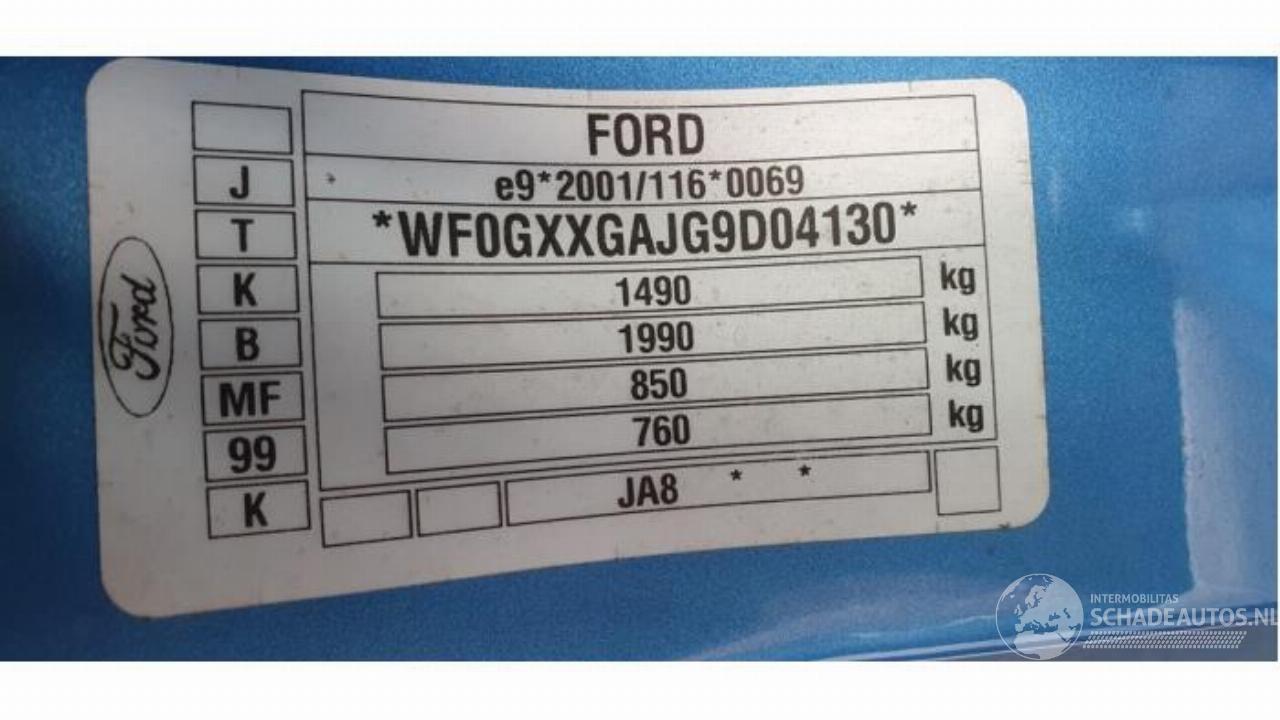 FORD
J e9*2001/116*0069
T *WF0GXXGAJG9D04130*
K 1490 kg
B 1990 kg
MF 850 kg
99 760 kg
K JA8 * *
Ford
INTERMOBILITAS
SCHADEAUTOS.NL